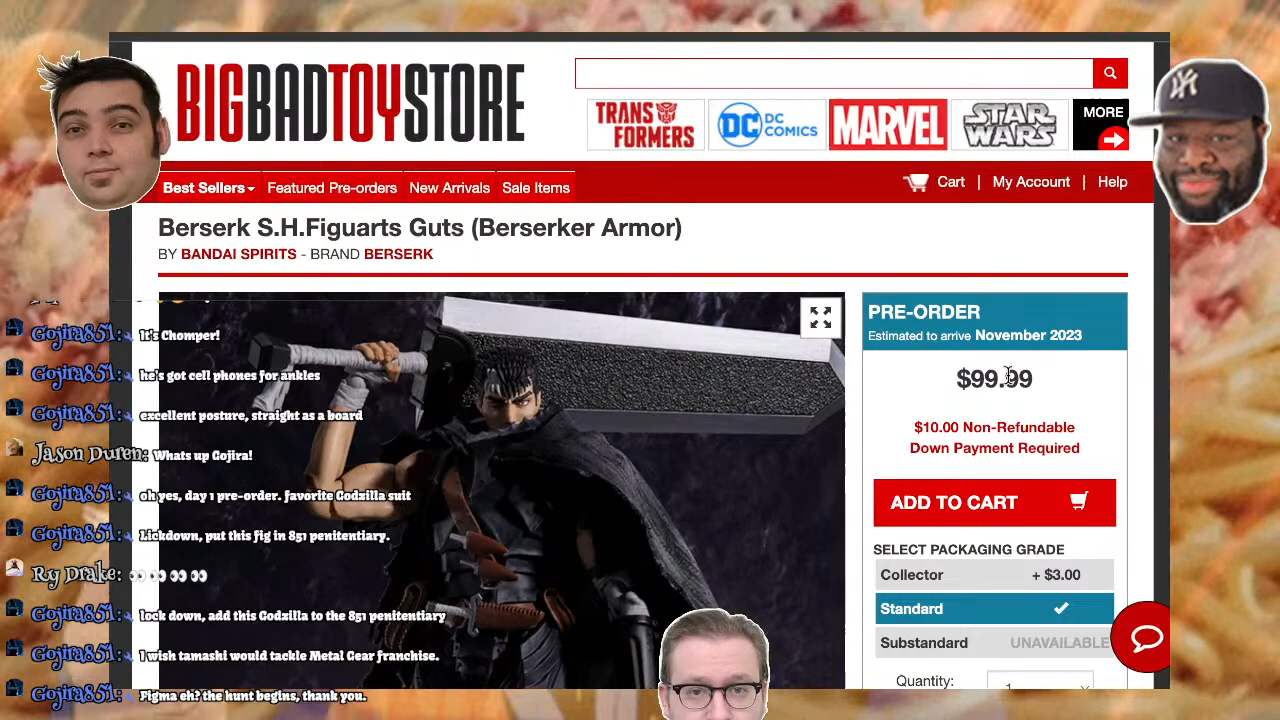 BIGBADTOYSTORE
TRANSFORMERS
DC DC COMICS
MARVEL
STAR WARS
MORE
Best Sellers
Featured Pre-orders
New Arrivals
Sale Items
Cart | My Account | Help
Berserk S.H.Figuarts Guts (Berserker Armor)
BY BANDAI SPIRITS - BRAND BERSERK
PRE-ORDER
Estimated to arrive November 2023
$99.99
$10.00 Non-Refundable
Down Payment Required
ADD TO CART
SELECT PACKAGING GRADE
Collector + $3.00
Standard
Substandard UNAVAILABLE
Quantity: 1
Gojira851: It's Chomper!
Gojira851: he's got cell phones for ankles
Gojira851: excellent posture, straight as a board
Jason Duren: Whats up Gojira!
Gojira851: oh yes, day 1 pre-order. favorite Godzilla suit
Gojira851: Lickdown, put this fig in 851 penitentiary.
Ry Drake: 👀👀👀👀
Gojira851: lock down, add this Godzilla to the 851 penitentiary
Gojira851: I wish tamashi would tackle Metal Gear franchise.
Gojira851: Figma eh? the hunt begins, thank you.